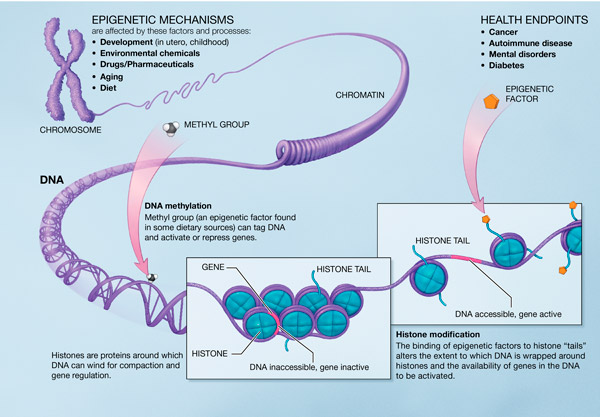 EPIGENETIC MECHANISMS
are affected by these factors and processes:
• Development (in utero, childhood)
• Environmental chemicals
• Drugs/Pharmaceuticals
• Aging
• Diet
HEALTH ENDPOINTS
• Cancer
• Autoimmune disease
• Mental disorders
• Diabetes
EPIGENETIC
FACTOR
CHROMATIN
CHROMOSOME
METHYL GROUP
DNA
DNA methylation
Methyl group (an epigenetic factor found
in some dietary sources) can tag DNA
and activate or repress genes.
HISTONE TAIL
GENE
HISTONE TAIL
DNA accessible, gene active
HISTONE
DNA inaccessible, gene inactive
Histones are proteins around which
DNA can wind for compaction and
gene regulation.
Histone modification
The binding of epigenetic factors to histone “tails”
alters the extent to which DNA is wrapped around
histones and the availability of genes in the DNA
to be activated.